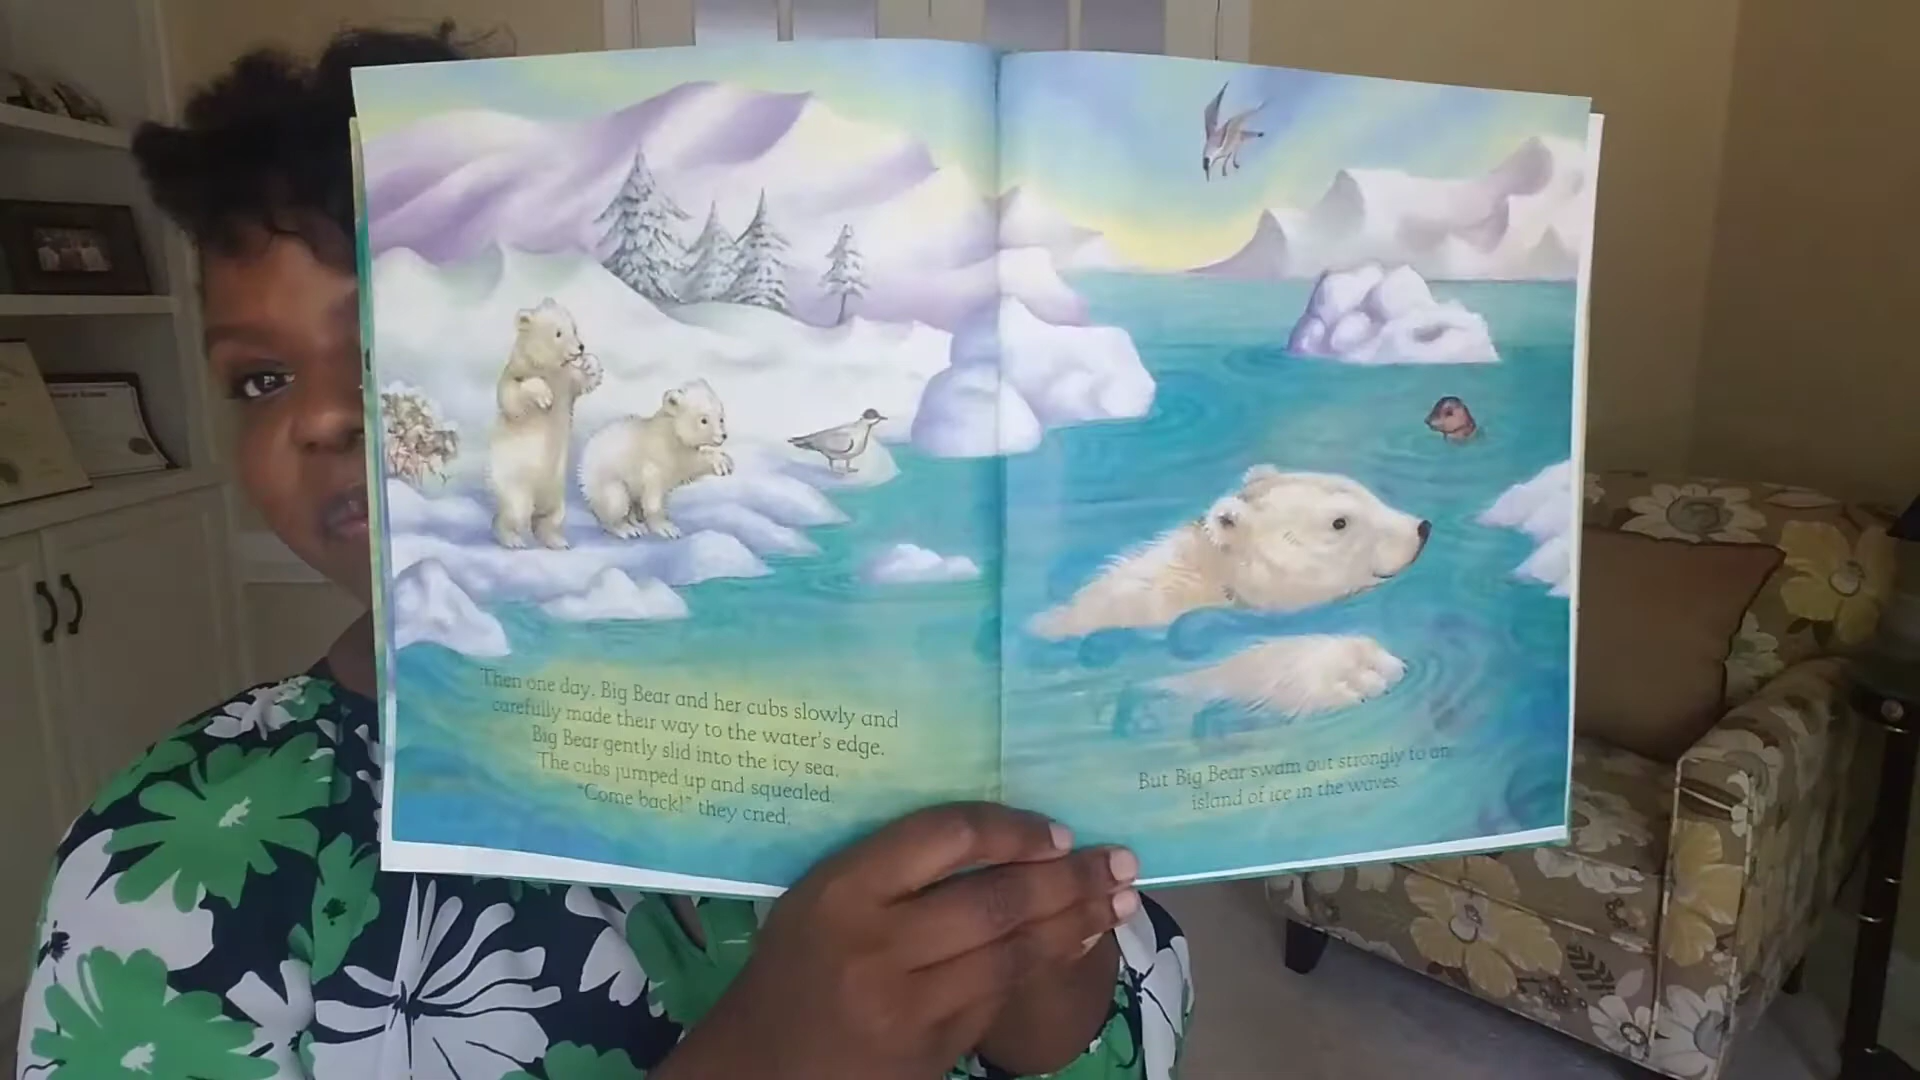 Then one day, Big Bear and her cubs slowly and
carefully made their way to the water's edge.
Big Bear gently slid into the icy sea.
The cubs jumped up and squealed.
"Come back!" they cried.
But Big Bear swam out strongly to an
island of ice in the waves.